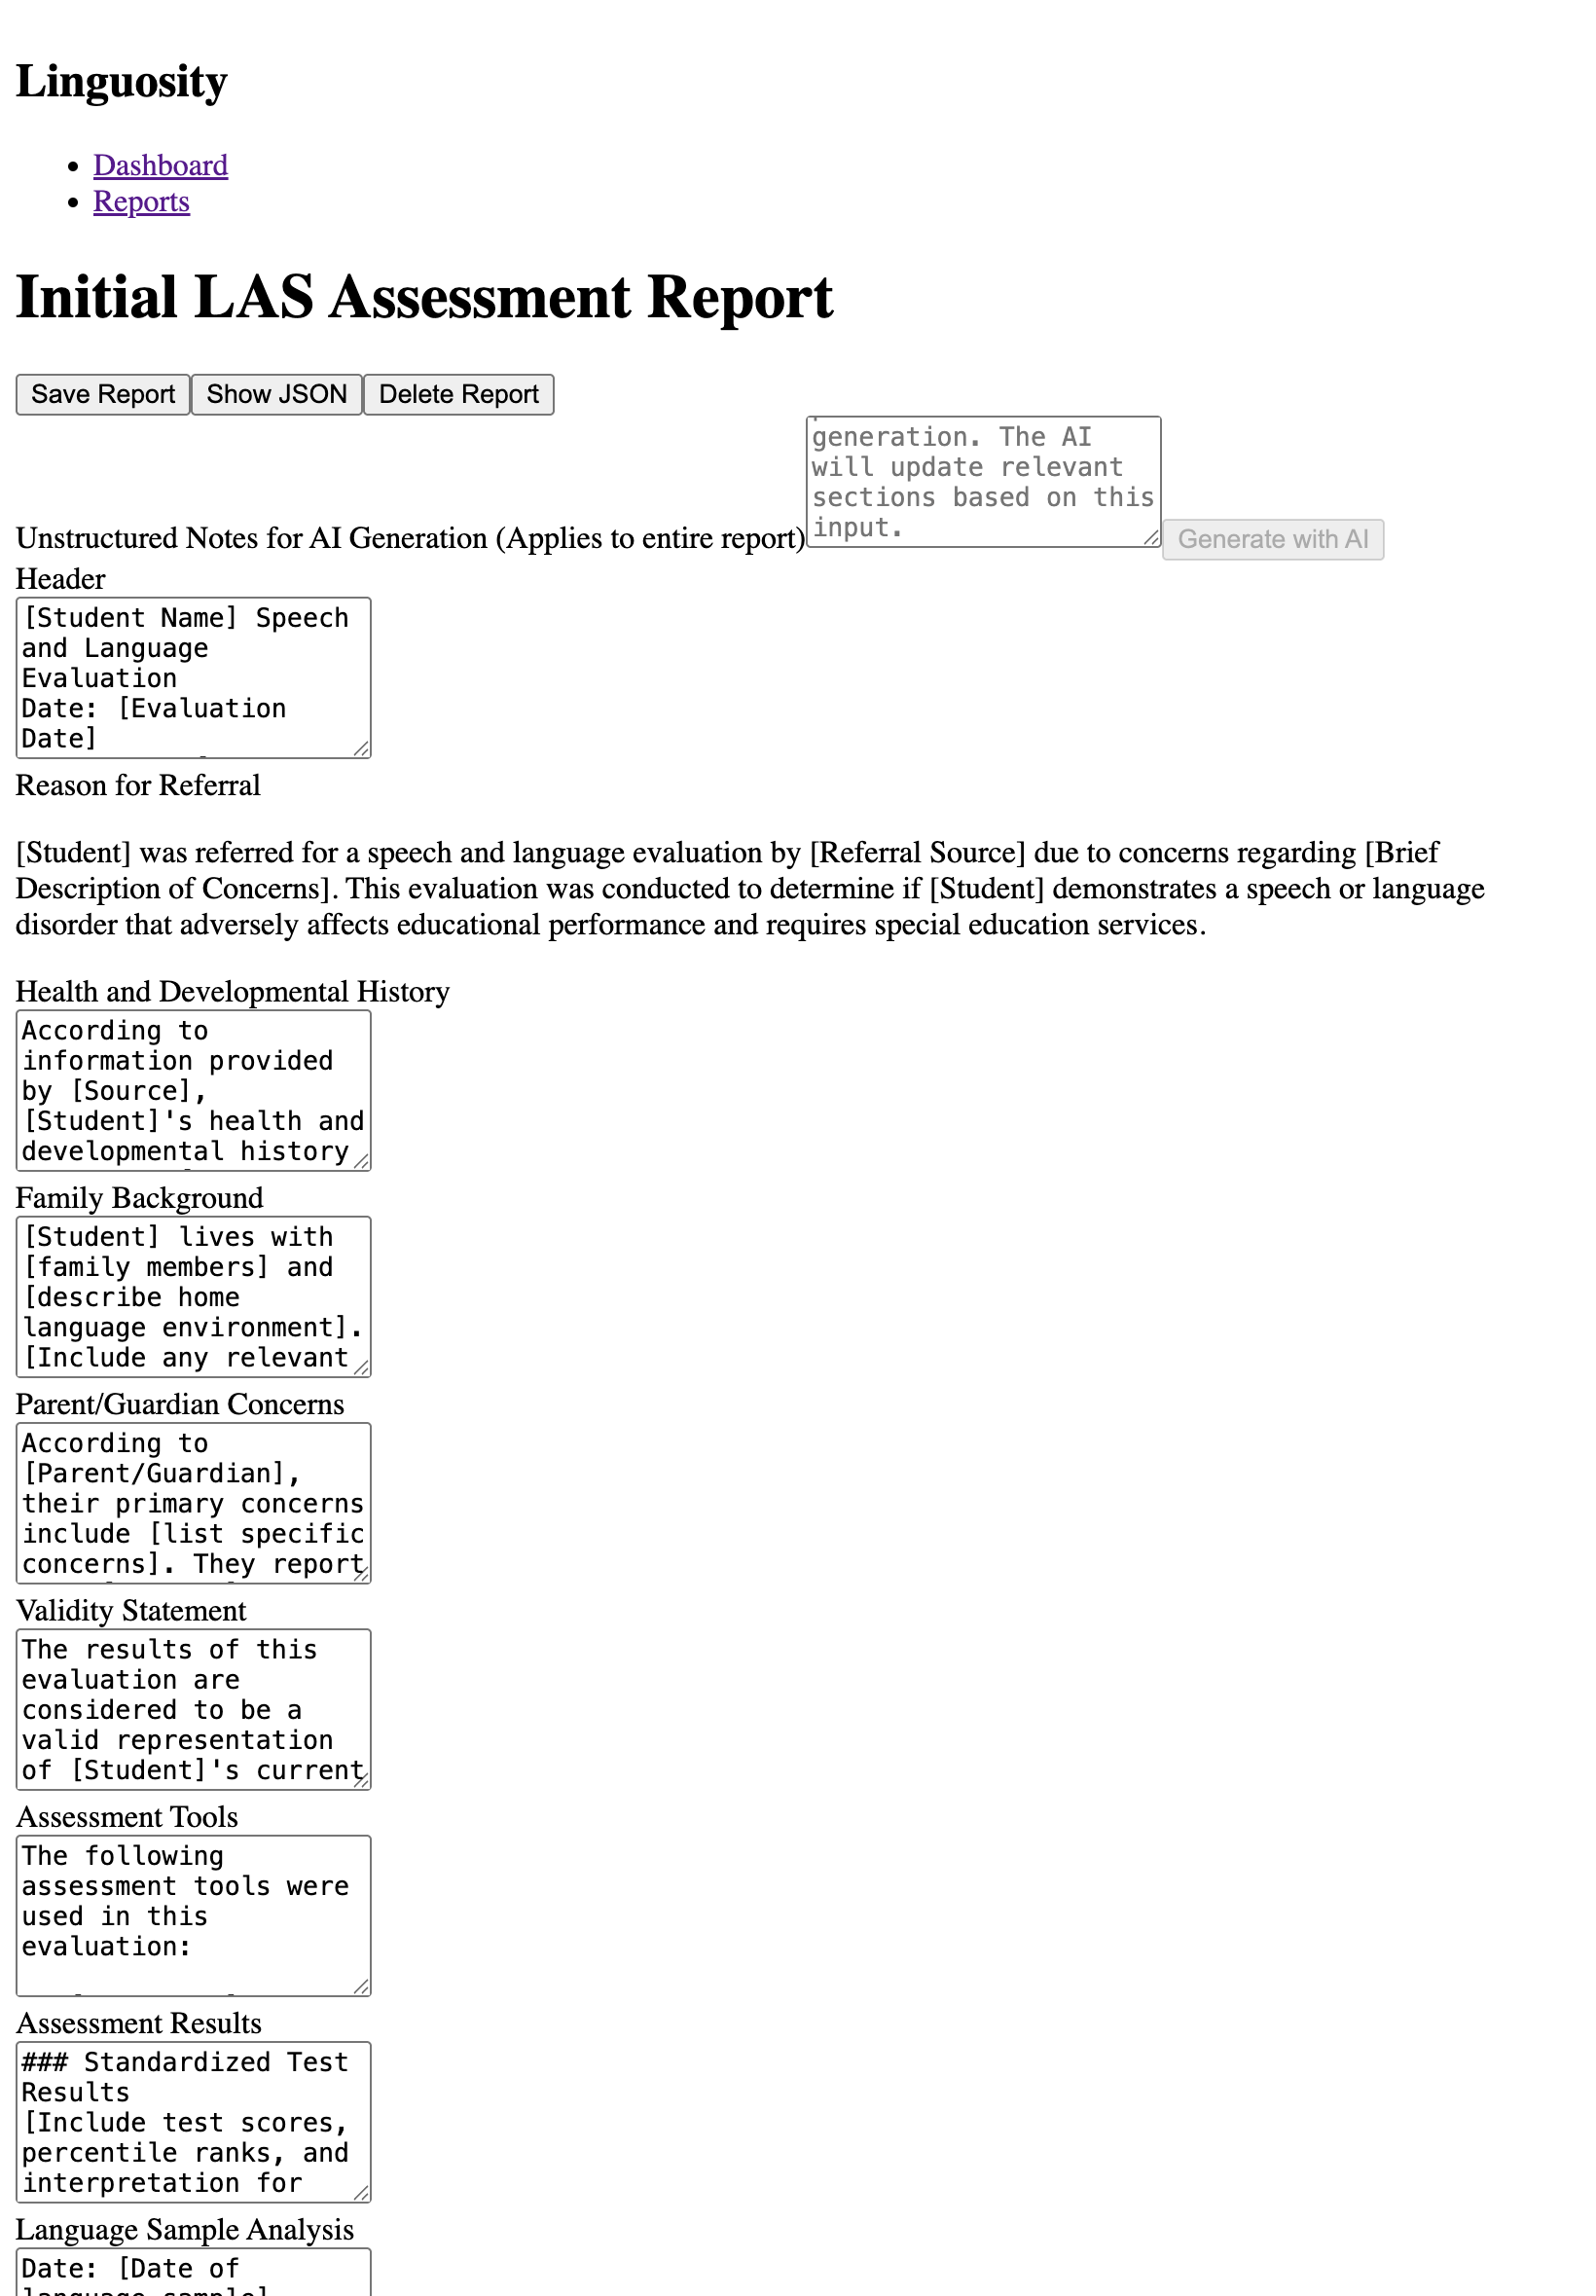 Linguosity
Dashboard
Reports
Initial LAS Assessment Report
Save Report Show JSON Delete Report
generation. The AI
will update relevant
sections based on this
input.
Unstructured Notes for AI Generation (Applies to entire report) Generate with AI
Header
[Student Name] Speech
and Language
Evaluation
Date: [Evaluation
Date]
Reason for Referral
[Student] was referred for a speech and language evaluation by [Referral Source] due to concerns regarding [Brief
Description of Concerns]. This evaluation was conducted to determine if [Student] demonstrates a speech or language
disorder that adversely affects educational performance and requires special education services.
Health and Developmental History
According to
information provided
by [Source],
[Student]'s health and
developmental history
Family Background
[Student] lives with
[family members] and
[describe home
language environment].
[Include any relevant
Parent/Guardian Concerns
According to
[Parent/Guardian],
their primary concerns
include [list specific
concerns]. They report
Validity Statement
The results of this
evaluation are
considered to be a
valid representation
of [Student]'s current
Assessment Tools
The following
assessment tools were
used in this
evaluation:
Assessment Results
### Standardized Test
Results
[Include test scores,
percentile ranks, and
interpretation for
Language Sample Analysis
Date: [Date of
language sample]